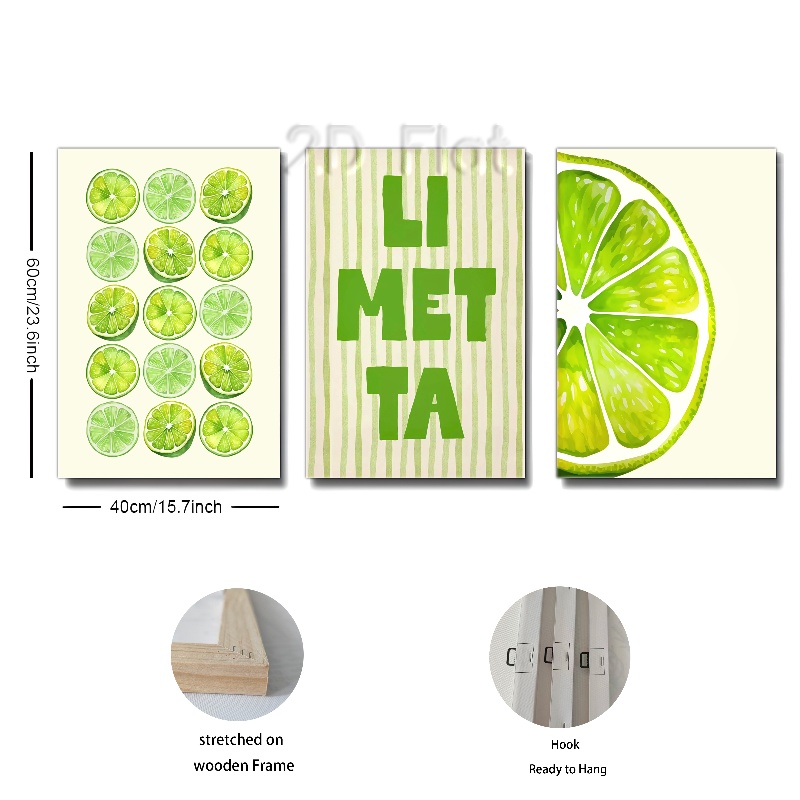 2D Flat
60cm/23.6inch
LI
MET
TA
40cm/15.7inch
stretched on
wooden Frame
Hook
Ready to Hang